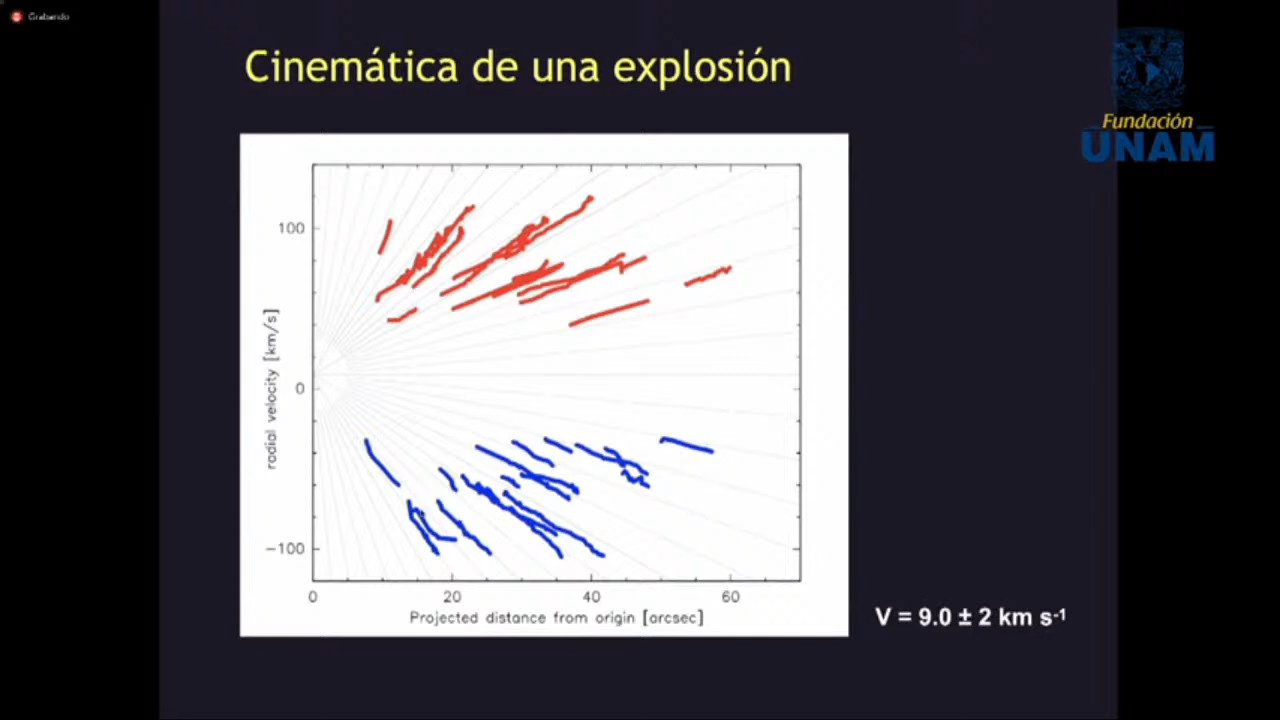 Grabando
Cinemática de una explosión
Fundación
UNAM
100
0
-100
radial velocity [km/s]
0 20 40 60
Projected distance from origin [arcsec]
V = 9.0 ± 2 km s-1